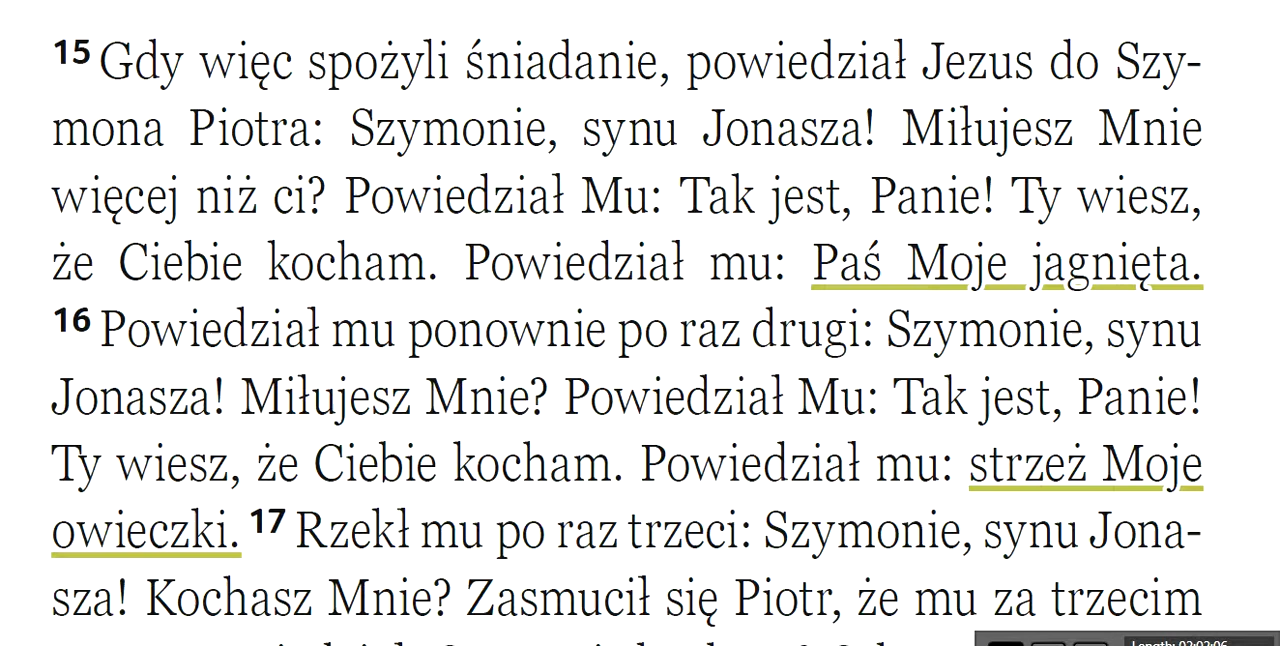 15 Gdy więc spożyli śniadanie, powiedział Jezus do Szy-
mona Piotra: Szymonie, synu Jonasza! Miłujesz Mnie
więcej niż ci? Powiedział Mu: Tak jest, Panie! Ty wiesz,
że Ciebie kocham. Powiedział mu: Paś Moje jagnięta.
16 Powiedział mu ponownie po raz drugi: Szymonie, synu
Jonasza! Miłujesz Mnie? Powiedział Mu: Tak jest, Panie!
Ty wiesz, że Ciebie kocham. Powiedział mu: strzeż Moje
owieczki. 17 Rzekł mu po raz trzeci: Szymonie, synu Jona-
sza! Kochasz Mnie? Zasmucił się Piotr, że mu za trzecim
Length: 02:02:06